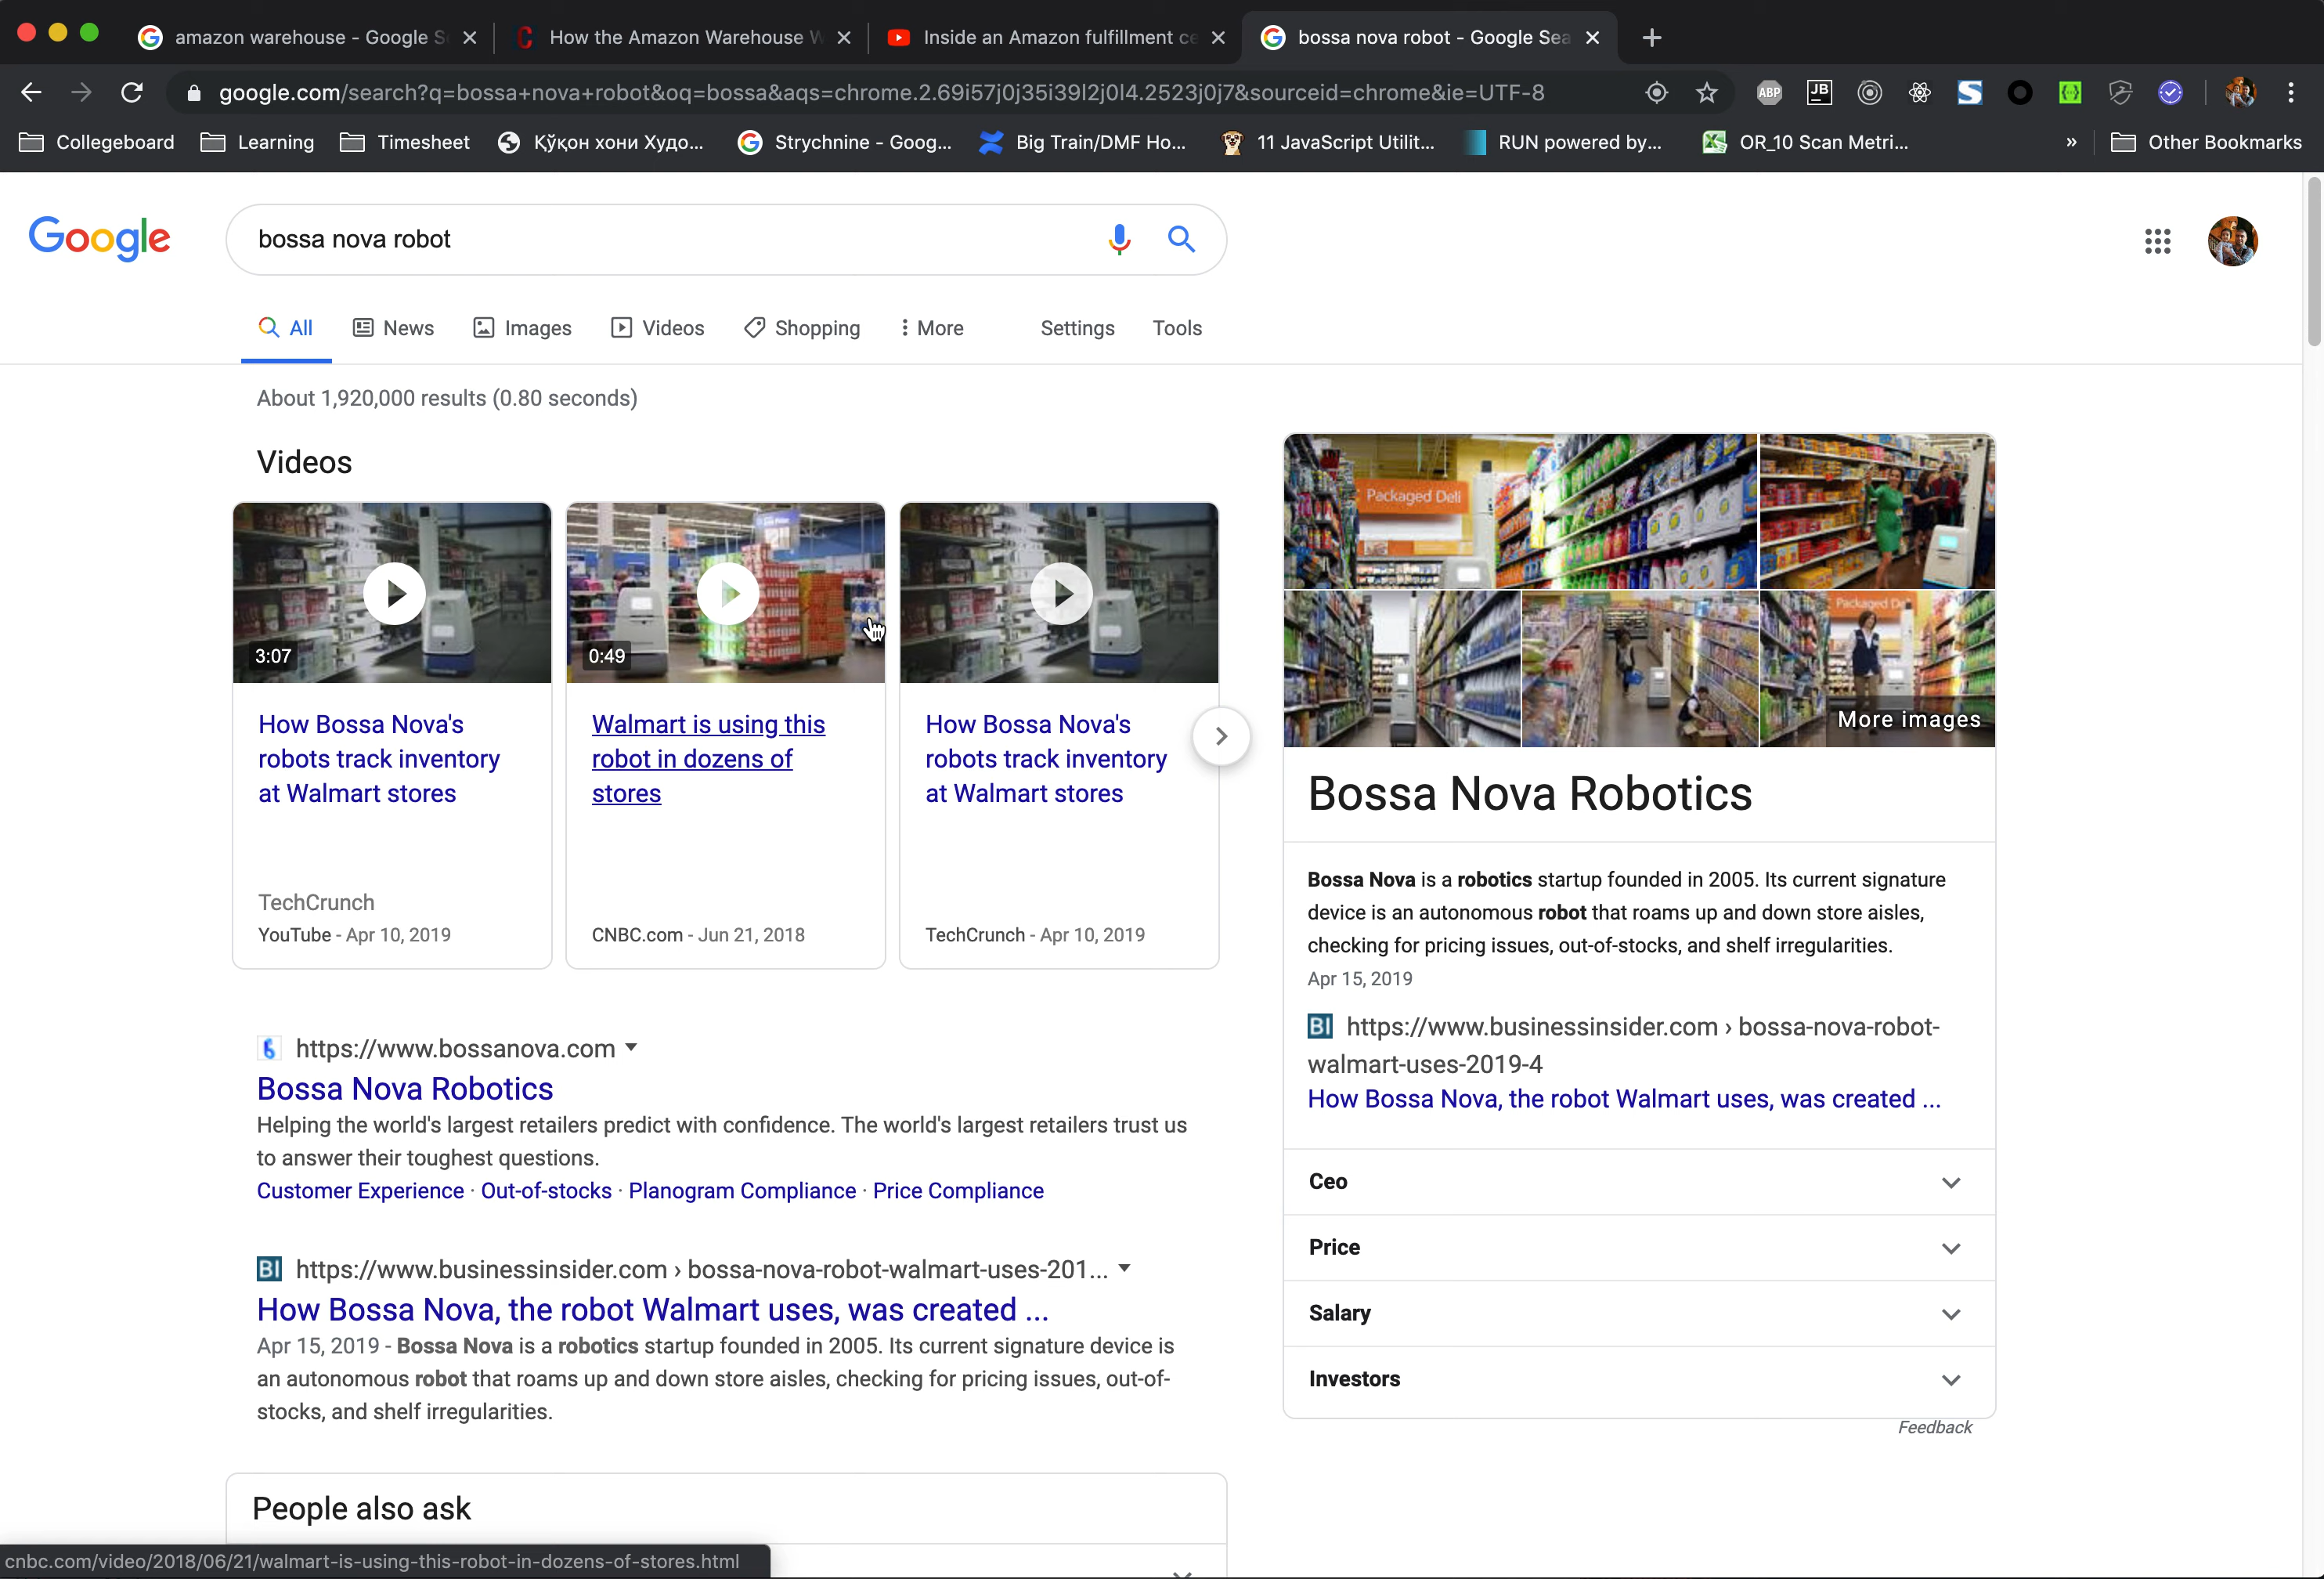 amazon warehouse - Google S
How the Amazon Warehouse W
Inside an Amazon fulfillment ce
bossa nova robot - Google Sea
google.com/search?q=bossa+nova+robot&oq=bossa&aqs=chrome.2.69i57j0j35i39l2j0l4.2523j0j7&sourceid=chrome&ie=UTF-8
ABP
JB
Collegeboard
Learning
Timesheet
Қўқон хони Худо...
Strychnine - Goog...
Big Train/DMF Ho...
11 JavaScript Utilit...
RUN powered by...
OR_10 Scan Metri...
»
Other Bookmarks
Google
bossa nova robot
All
News
Images
Videos
Shopping
More
Settings
Tools
About 1,920,000 results (0.80 seconds)
Videos
3:07
How Bossa Nova's
robots track inventory
at Walmart stores
TechCrunch
YouTube - Apr 10, 2019
0:49
Walmart is using this
robot in dozens of
stores
CNBC.com - Jun 21, 2018
How Bossa Nova's
robots track inventory
at Walmart stores
TechCrunch - Apr 10, 2019
https://www.bossanova.com
Bossa Nova Robotics
Helping the world's largest retailers predict with confidence. The world's largest retailers trust us
to answer their toughest questions.
Customer Experience · Out-of-stocks · Planogram Compliance · Price Compliance
BI https://www.businessinsider.com › bossa-nova-robot-walmart-uses-201...
How Bossa Nova, the robot Walmart uses, was created ...
Apr 15, 2019 - Bossa Nova is a robotics startup founded in 2005. Its current signature device is
an autonomous robot that roams up and down store aisles, checking for pricing issues, out-of-
stocks, and shelf irregularities.
People also ask
Packaged Deli
Packaged De
More images
Bossa Nova Robotics
Bossa Nova is a robotics startup founded in 2005. Its current signature
device is an autonomous robot that roams up and down store aisles,
checking for pricing issues, out-of-stocks, and shelf irregularities.
Apr 15, 2019
BI https://www.businessinsider.com › bossa-nova-robot-
walmart-uses-2019-4
How Bossa Nova, the robot Walmart uses, was created ...
Ceo
Price
Salary
Investors
Feedback
cnbc.com/video/2018/06/21/walmart-is-using-this-robot-in-dozens-of-stores.html